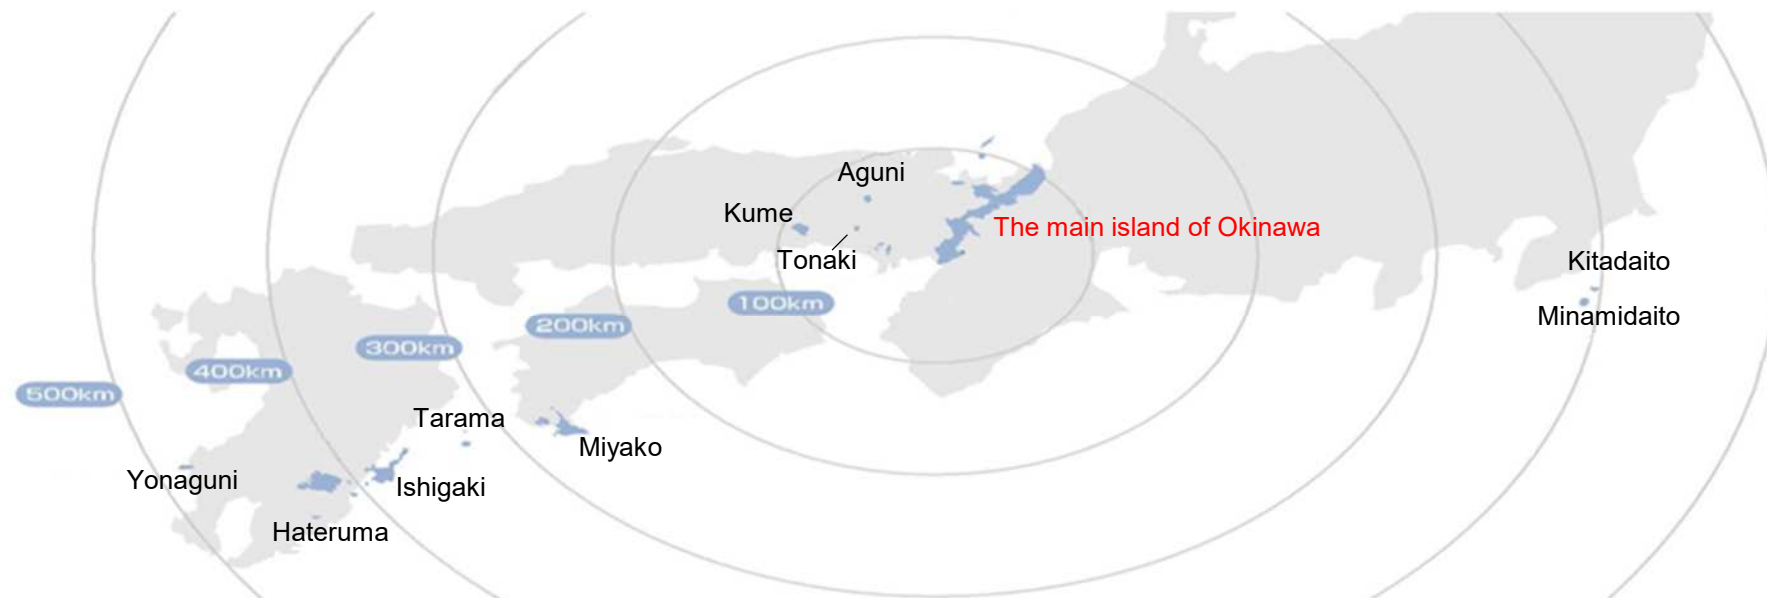 Aguni
Kume
The main island of Okinawa
Tonaki
Kitadaito
100km
Minamidaito
200km
300km
400km
500km
Tarama
Miyako
Yonaguni
Ishigaki
Hateruma